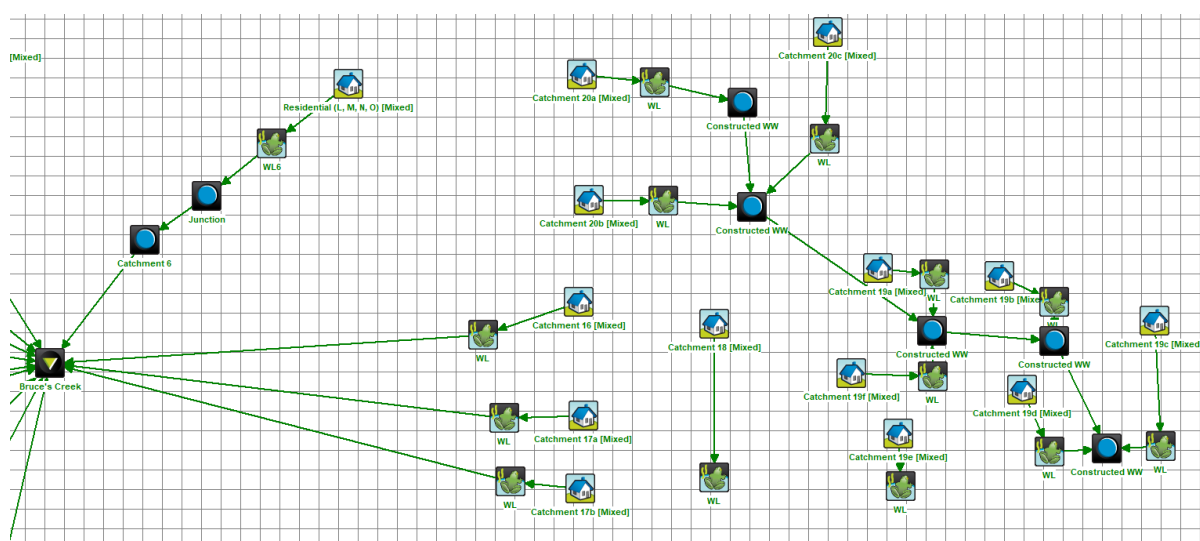 [Mixed]
Catchment 20c [Mixed]
Catchment 20a [Mixed]
WL
Residential (L, M, N, O) [Mixed]
Constructed WW
WL
WL6
Junction
Catchment 20b [Mixed]
WL
Constructed WW
Catchment 6
Catchment 19a [Mixed]
WL
Catchment 19b [Mixed]
WL
Catchment 16 [Mixed]
WL
Catchment 18 [Mixed]
Catchment 19c [Mixed]
Constructed WW
Constructed WW
Bruce's Creek
Catchment 19f [Mixed]
WL
Catchment 19d [Mixed]
WL
Catchment 17a [Mixed]
Catchment 19e [Mixed]
WL
Constructed WW
WL
WL
Catchment 17b [Mixed]
WL
WL